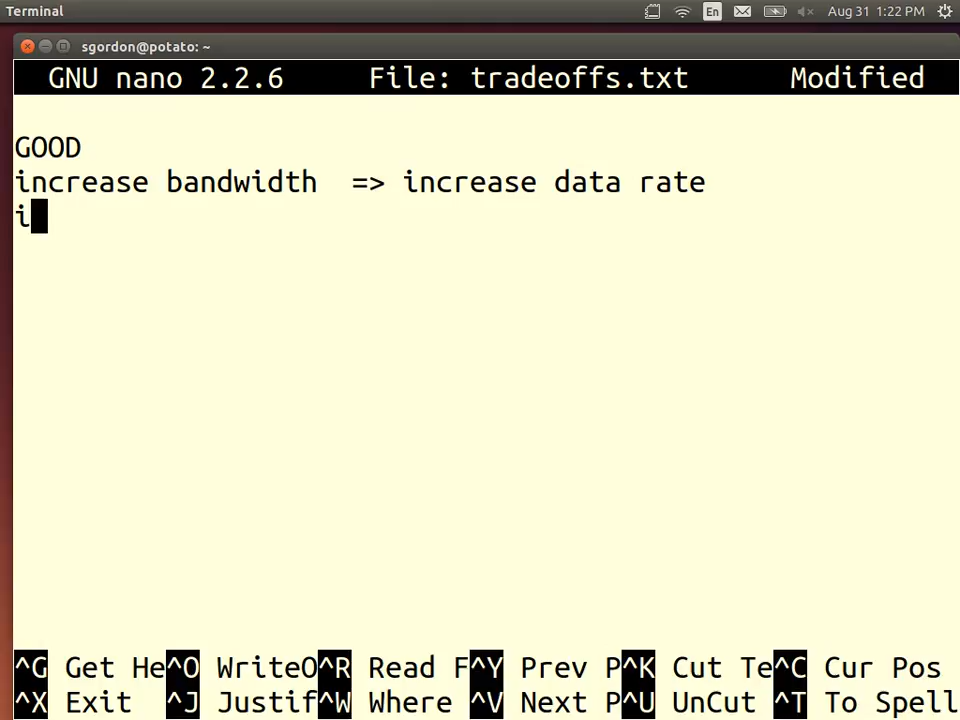 Terminal
En
Aug 31 1:22 PM
sgordon@potato: ~
GNU nano 2.2.6 File: tradeoffs.txt Modified
GOOD
increase bandwidth => increase data rate
i
^G Get He^O WriteO^R Read F^Y Prev P^K Cut Te^C Cur Pos
^X Exit ^J Justif^W Where ^V Next P^U UnCut ^T To Spell